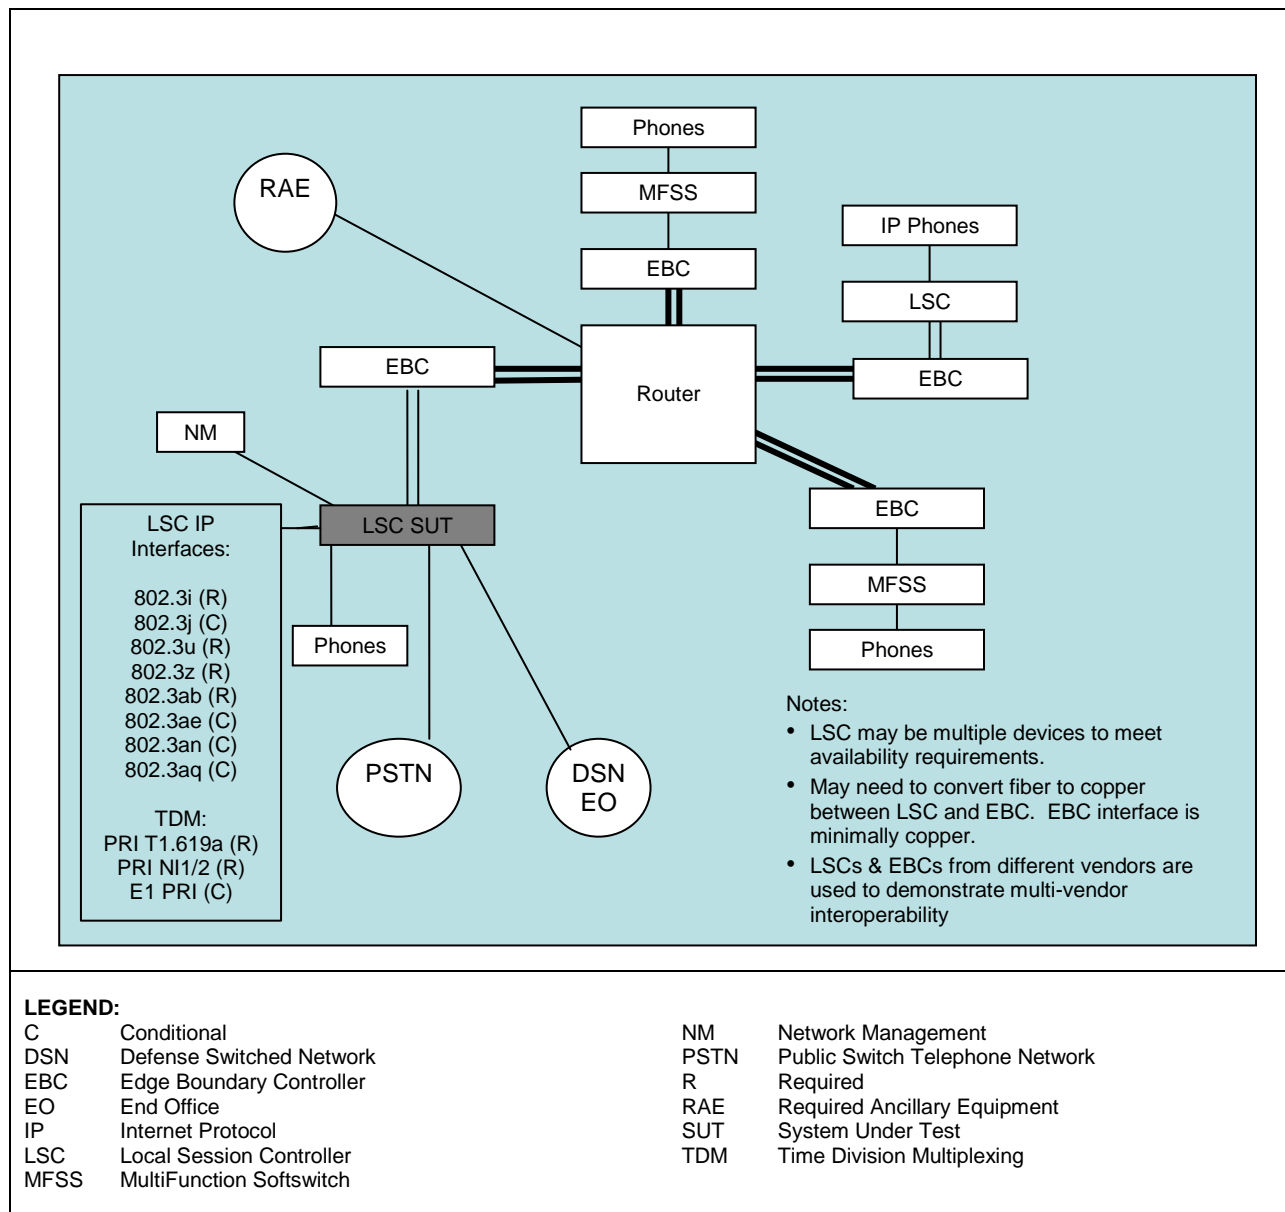 Phones
RAE
MFSS
IP Phones
EBC
LSC
EBC
EBC
Router
NM
EBC
LSC SUT
LSC IP
Interfaces:
802.3i (R)
802.3j (C)
802.3u (R)
802.3z (R)
802.3ab (R)
802.3ae (C)
802.3an (C)
802.3aq (C)
TDM:
PRI T1.619a (R)
PRI NI1/2 (R)
E1 PRI (C)
Phones
MFSS
Phones
PSTN
DSN
EO
Notes:
• LSC may be multiple devices to meet
availability requirements.
• May need to convert fiber to copper
between LSC and EBC. EBC interface is
minimally copper.
• LSCs & EBCs from different vendors are
used to demonstrate multi-vendor
interoperability
LEGEND:
C Conditional
DSN Defense Switched Network
EBC Edge Boundary Controller
EO End Office
IP Internet Protocol
LSC Local Session Controller
MFSS MultiFunction Softswitch
NM Network Management
PSTN Public Switch Telephone Network
R Required
RAE Required Ancillary Equipment
SUT System Under Test
TDM Time Division Multiplexing